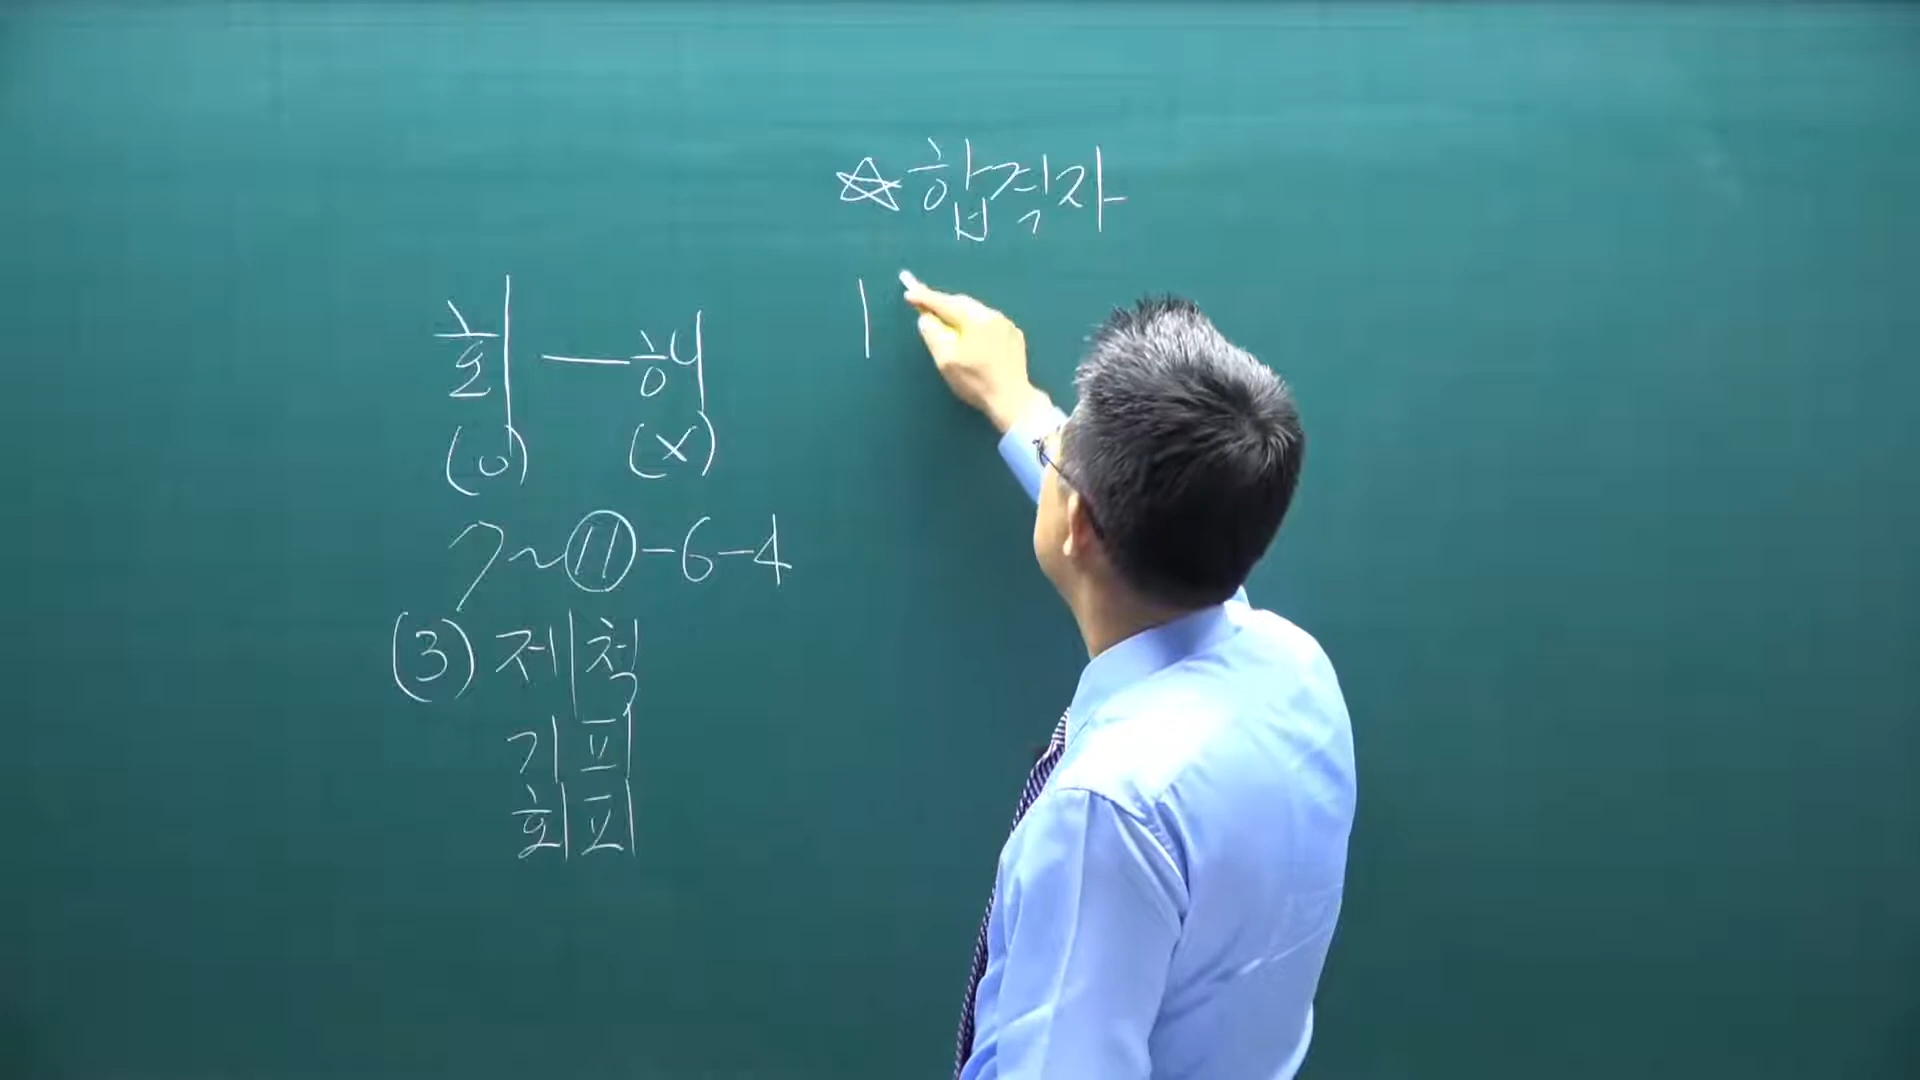 ☆합격자
회 — 해
(O) (X)
7~⑪-6-4
(3) 제척
기피
회피
1